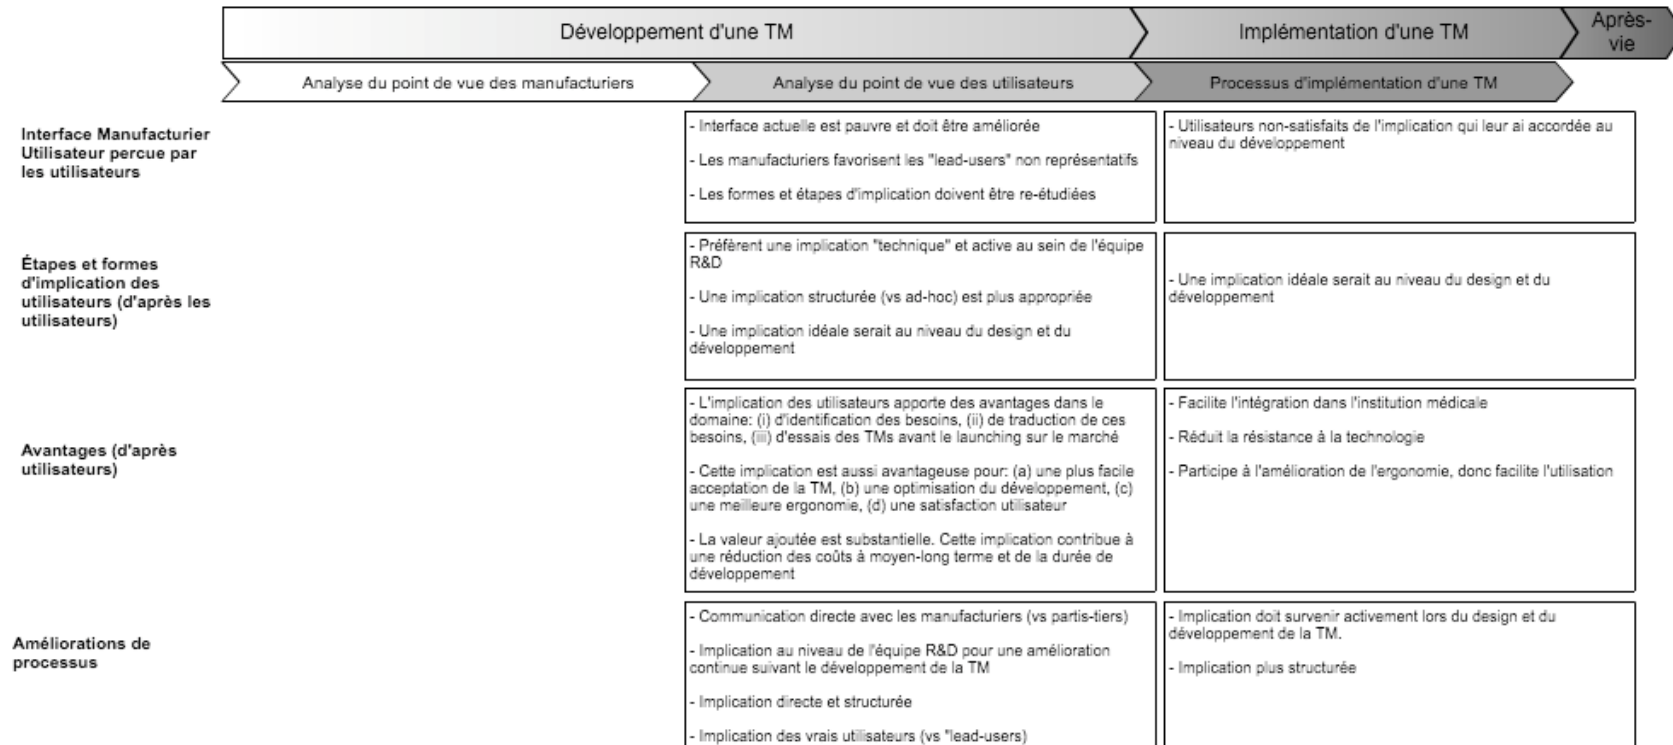 Développement d'une TM
Implémentation d'une TM
Après-
vie
Analyse du point de vue des manufacturiers
Analyse du point de vue des utilisateurs
Processus d'implémentation d'une TM
Interface Manufacturier
Utilisateur percue par
les utilisateurs
- Interface actuelle est pauvre et doit être améliorée
- Les manufacturiers favorisent les "lead-users" non représentatifs
- Les formes et étapes d'implication doivent être re-étudiées
- Utilisateurs non-satisfaits de l'implication qui leur ai accordée au
niveau du développement
Étapes et formes
d'implication des
utilisateurs (d'après les
utilisateurs)
- Préfèrent une implication "technique" et active au sein de l'équipe
R&D
- Une implication structurée (vs ad-hoc) est plus appropriée
- Une implication idéale serait au niveau du design et du
développement
- Une implication idéale serait au niveau du design et du
développement
Avantages (d'après
utilisateurs)
- L'implication des utilisateurs apporte des avantages dans le
domaine: (i) d'identification des besoins, (ii) de traduction de ces
besoins, (iii) d'essais des TMs avant le launching sur le marché
- Cette implication est aussi avantageuse pour: (a) une plus facile
acceptation de la TM, (b) une optimisation du développement, (c)
une meilleure ergonomie, (d) une satisfaction utilisateur
- La valeur ajoutée est substantielle. Cette implication contribue à
une réduction des coûts à moyen-long terme et de la durée de
développement
- Facilite l'intégration dans l'institution médicale
- Réduit la résistance à la technologie
- Participe à l'amélioration de l'ergonomie, donc facilite l'utilisation
Améliorations de
processus
- Communication directe avec les manufacturiers (vs partis-tiers)
- Implication au niveau de l'équipe R&D pour une amélioration
continue suivant le développement de la TM
- Implication directe et structurée
- Implication des vrais utilisateurs (vs "lead-users)
- Implication doit survenir activement lors du design et du
développement de la TM.
- Implication plus structurée